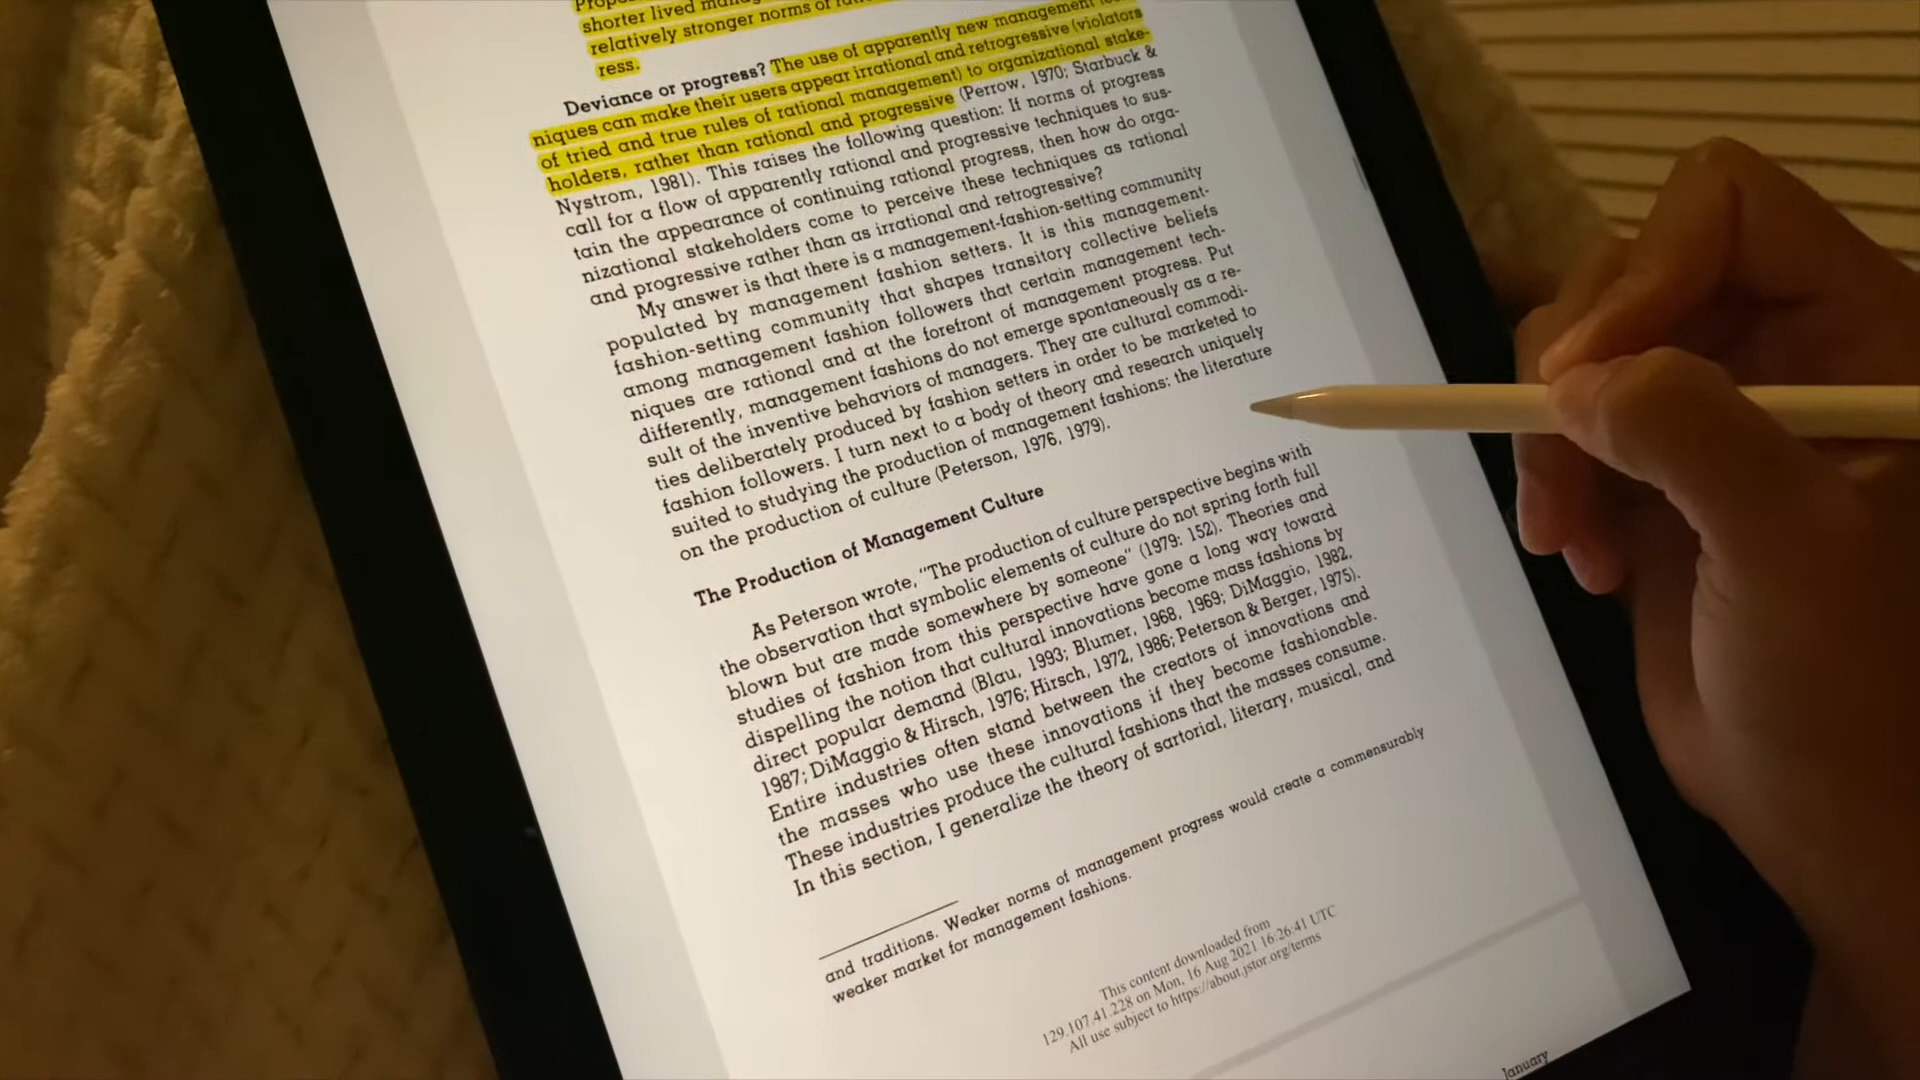 shorter lived
relatively stronger norms of
ress.
Deviance or progress? The use of apparently new management
niques can make their users appear irrational and retrogressive (violators
of tried and true rules of rational management) to organizational stake-
holders, rather than rational and progressive (Perrow, 1970; Starbuck &
Nystrom, 1981). This raises the following question: If norms of progress
call for a flow of apparently rational and progressive techniques to sus-
tain the appearance of continuing rational progress, then how do orga-
nizational stakeholders come to perceive these techniques as rational
and progressive rather than as irrational and retrogressive?
My answer is that there is a management-fashion-setting community
populated by management fashion setters. It is this management-
fashion-setting community that shapes transitory collective beliefs
among management fashion followers that certain management tech-
niques are rational and at the forefront of management progress. Put
differently, management fashions do not emerge spontaneously as a re-
sult of the inventive behaviors of managers. They are cultural commodi-
ties deliberately produced by fashion setters in order to be marketed to
fashion followers. I turn next to a body of theory and research uniquely
suited to studying the production of management fashions: the literature
on the production of culture (Peterson, 1976, 1979).
The Production of Management Culture
As Peterson wrote, "The production of culture perspective begins with
the observation that symbolic elements of culture do not spring forth full
blown but are made somewhere by someone" (1979: 152). Theories and
studies of fashion from this perspective have gone a long way toward
dispelling the notion that cultural innovations become mass fashions by
direct popular demand (Blau, 1993; Blumer, 1968, 1969; DiMaggio, 1982,
1987; DiMaggio & Hirsch, 1976; Hirsch, 1972, 1986; Peterson & Berger, 1975).
Entire industries often stand between the creators of innovations and
the masses who use these innovations if they become fashionable.
These industries produce the cultural fashions that the masses consume.
In this section, I generalize the theory of sartorial, literary, musical, and
and traditions. Weaker norms of management progress would create a commensurably
weaker market for management fashions.
This content downloaded from
129.107.41.228 on Mon, 16 Aug 2021 16:26:41 UTC
All use subject to https://about.jstor.org/terms
January